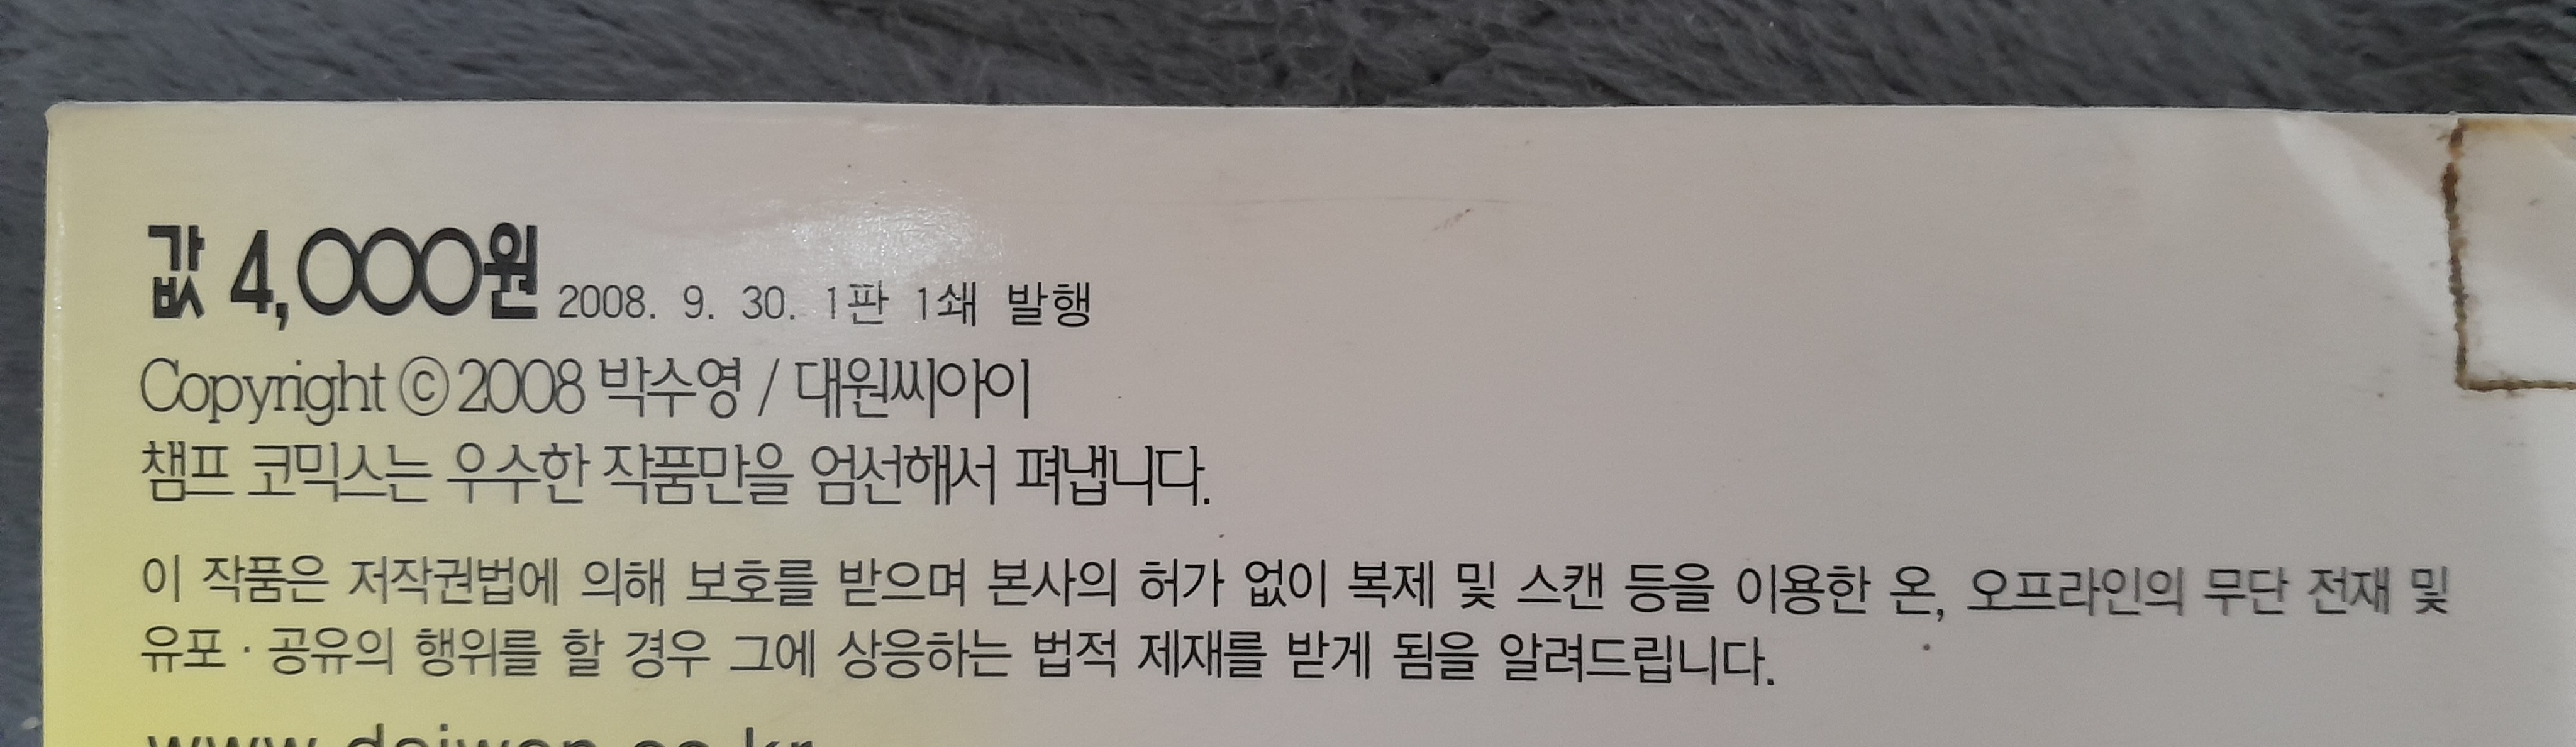 값 4,000원 2008. 9. 30. 1판 1쇄 발행
Copyright ⓒ 2008 박수영 / 대원씨아이
챔프 코믹스는 우수한 작품만을 엄선해서 펴냅니다.
이 작품은 저작권법에 의해 보호를 받으며 본사의 허가 없이 복제 및 스캔 등을 이용한 온, 오프라인의 무단 전재 및
유포·공유의 행위를 할 경우 그에 상응하는 법적 제재를 받게 됨을 알려드립니다.
www.daiwon.co.kr